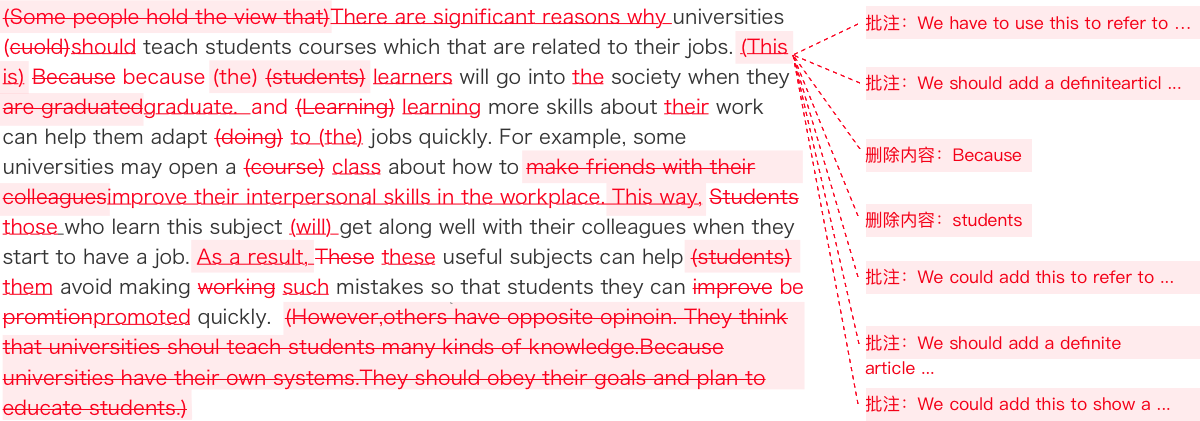 (Some people hold the view that)There are significant reasons why universities
(cuold)should teach students courses which that are related to their jobs. (This
is) Because because (the) (students) learners will go into the society when they
are graduatedgraduate. and (Learning) learning more skills about their work
can help them adapt (doing) to (the) jobs quickly. For example, some
universities may open a (course) class about how to make friends with their
colleaguesimprove their interpersonal skills in the workplace. This way, Students
those who learn this subject (will) get along well with their colleagues when they
start to have a job. As a result, These these useful subjects can help (students)
them avoid making working such mistakes so that students they can improve be
promtionpromoted quickly. (However,others have opposite opinoin. They think
that universities shoul teach students many kinds of knowledge.Because
universities have their own systems.They should obey their goals and plan to
educate students.)
批注：We have to use this to refer to ...
批注：We should add a definitearticl ...
删除内容：Because
删除内容：students
批注：We could add this to refer to ...
批注：We should add a definite
article ...
批注：We could add this to show a ...